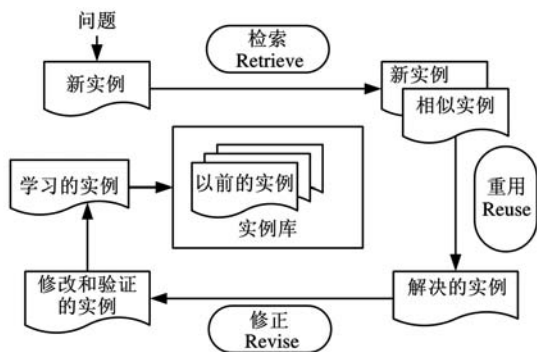 问题
检索
Retrieve
新实例
新实例
相似实例
学习的实例
以前的实例
实例库
重用
Reuse
修改和验证
的实例
解决的实例
修正
Revise